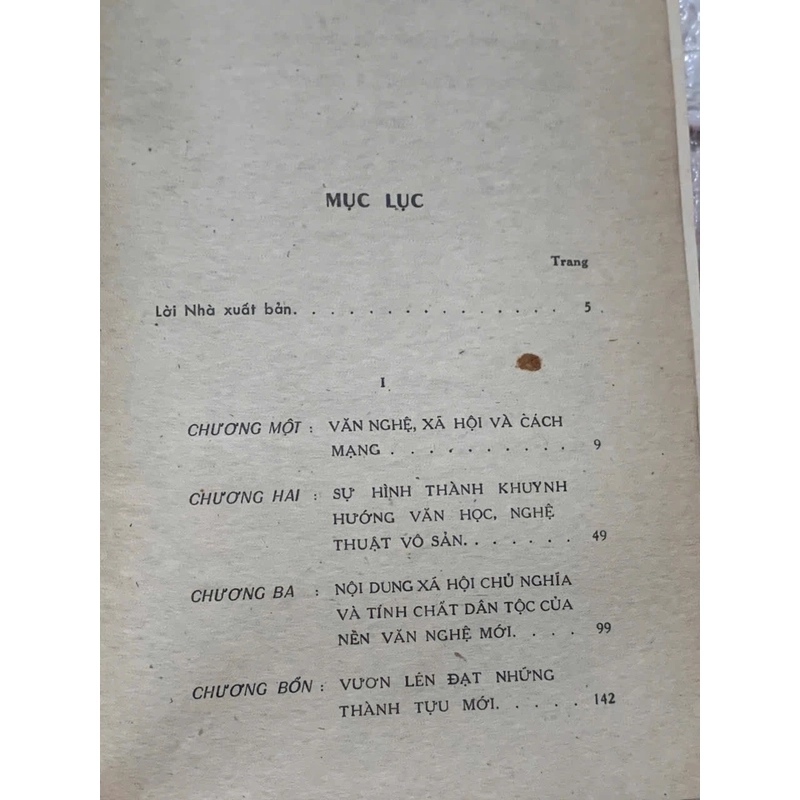 MỤC LỤC
Trang
Lời Nhà xuất bản. . . . . . . . . . . . . . . 5
I
CHƯƠNG MỘT : VĂN NGHỆ, XÃ HỘI VÀ CÁCH
MẠNG . . . . . . . . . . 9
CHƯƠNG HAI : SỰ HÌNH THÀNH KHUYNH
HƯỚNG VĂN HỌC, NGHỆ
THUẬT VÔ SẢN. . . . . . . 49
CHƯƠNG BA : NỘI DUNG XÃ HỘI CHỦ NGHĨA
VÀ TÍNH CHẤT DÂN TỘC CỦA
NỀN VĂN NGHỆ MỚI. . . . 99
CHƯƠNG BỐN : VƯƠN LÉN ĐẠT NHỮNG
THÀNH TỰU MỚI. . . . . 142